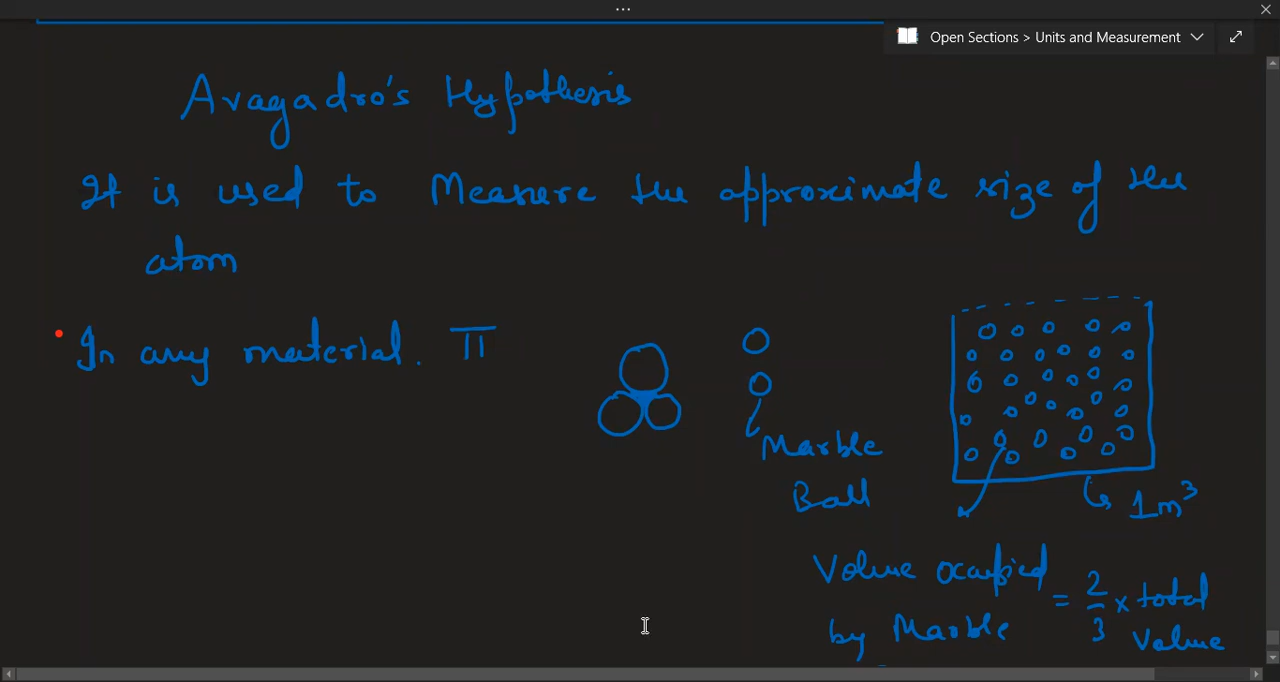 Open Sections > Units and Measurement
Avagadro's Hypothesis
It is used to Measure the approximate size of the
atom
In any material. TT
Marble
Ball
1m³
Volume ocupied
by Marble
= 2/3 × total
Volume